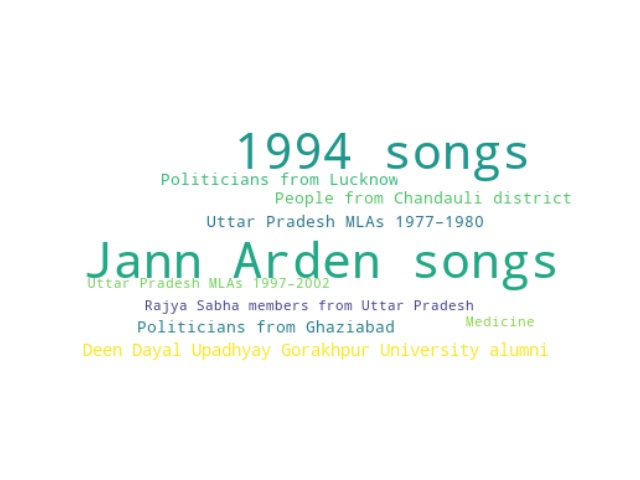 1994 songs
Politicians from Lucknow
People from Chandauli district
Uttar Pradesh MLAs 1977–1980
Jann Arden songs
Uttar Pradesh MLAs 1997–2002
Rajya Sabha members from Uttar Pradesh
Medicine
Politicians from Ghaziabad
Deen Dayal Upadhyay Gorakhpur University alumni